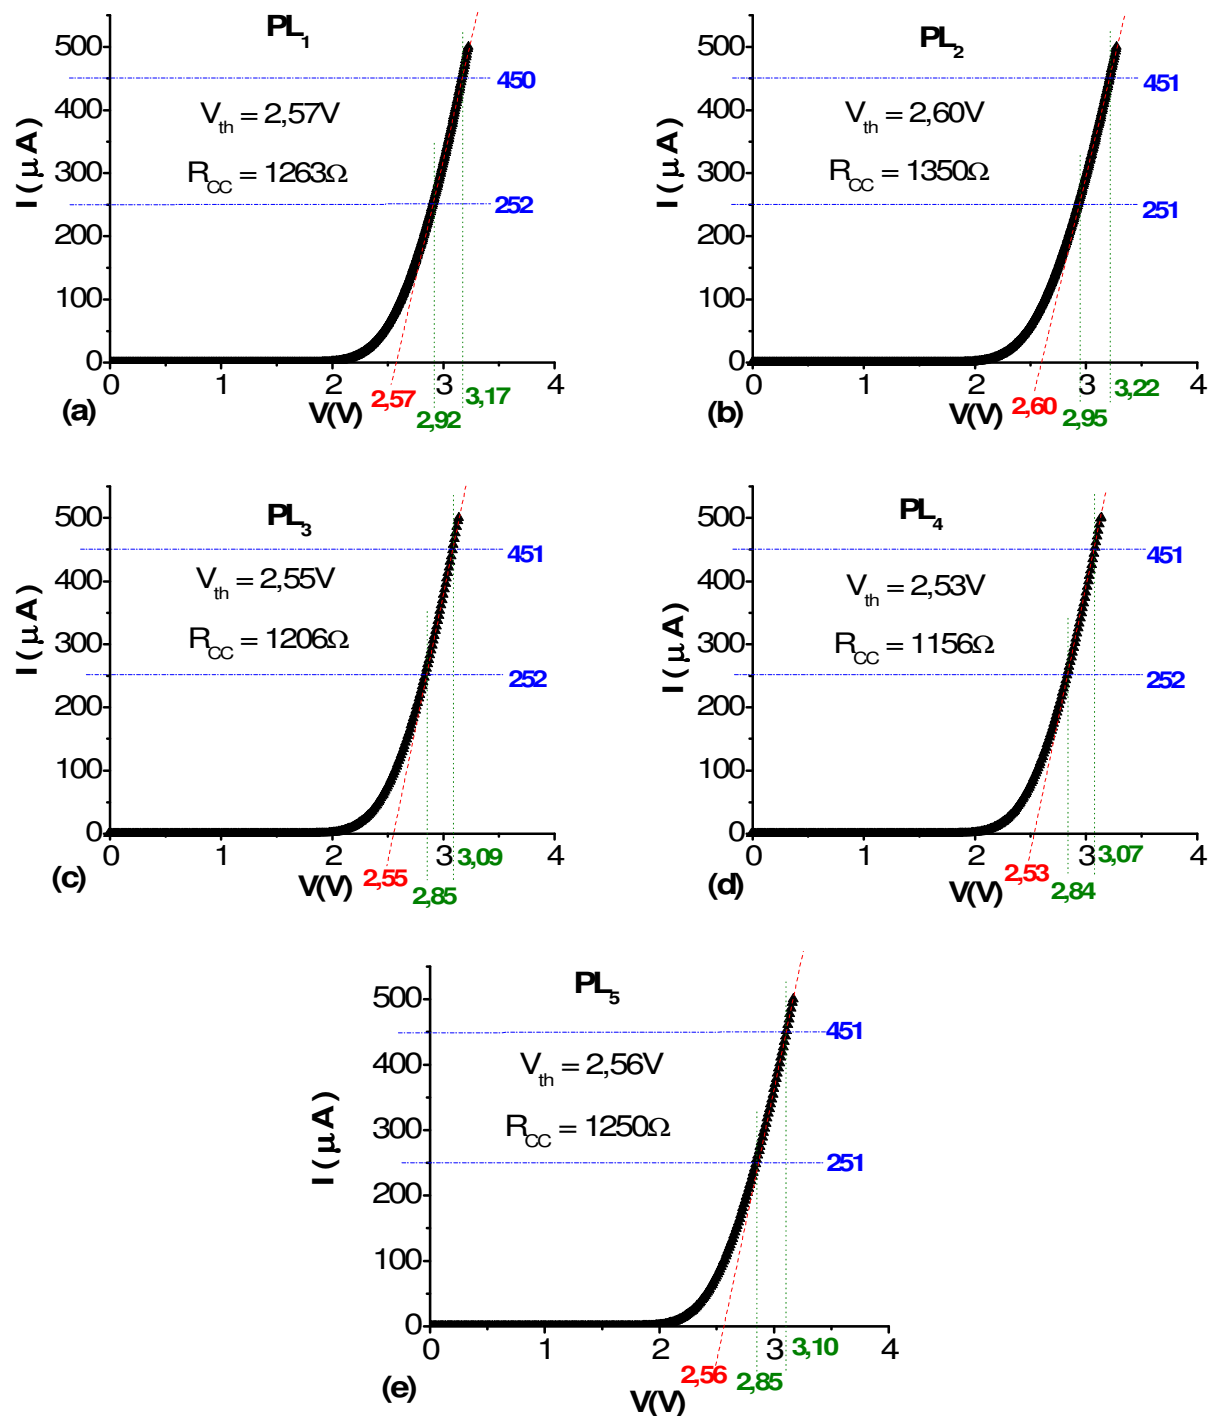 PL1
I (μA)
500
400
300
200
100
0
450
Vth = 2,57V
RCC = 1263Ω
252
0 1 2 3 4
(a)
V(V)
2,57
2,92
3,17
PL2
I (μA)
500
400
300
200
100
0
451
Vth = 2,60V
RCC = 1350Ω
251
0 1 2 3 4
(b)
V(V)
2,60
2,95
3,22
PL3
I (μA)
500
400
300
200
100
0
451
Vth = 2,55V
RCC = 1206Ω
252
0 1 2 3 4
(c)
V(V)
2,55
2,85
3,09
PL4
I (μA)
500
400
300
200
100
0
451
Vth = 2,53V
RCC = 1156Ω
252
0 1 2 3 4
(d)
V(V)
2,53
2,84
3,07
PL5
I (μA)
500
400
300
200
100
0
451
Vth = 2,56V
RCC = 1250Ω
251
0 1 2 3 4
(e)
V(V)
2,56
2,85
3,10